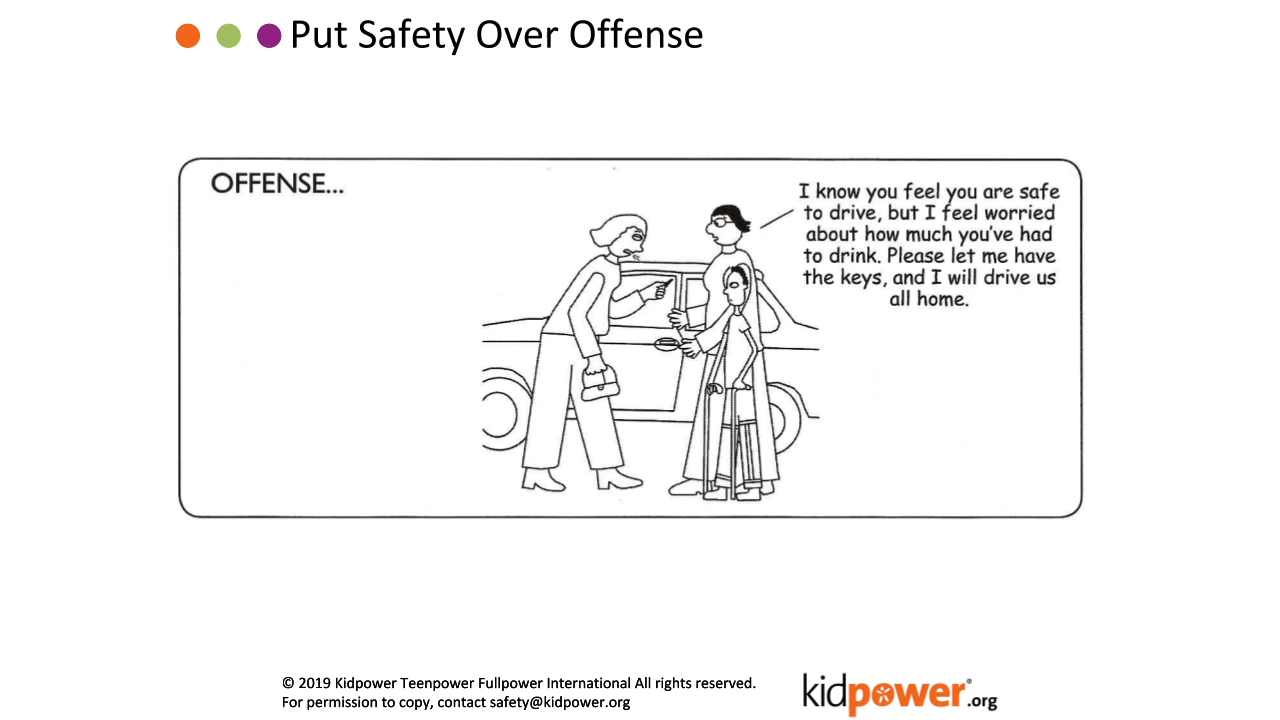 Put Safety Over Offense
OFFENSE...
I know you feel you are safe
to drive, but I feel worried
about how much you've had
to drink. Please let me have
the keys, and I will drive us
all home.
© 2019 Kidpower Teenpower Fullpower International All rights reserved.
For permission to copy, contact safety@kidpower.org
kidpower®.org